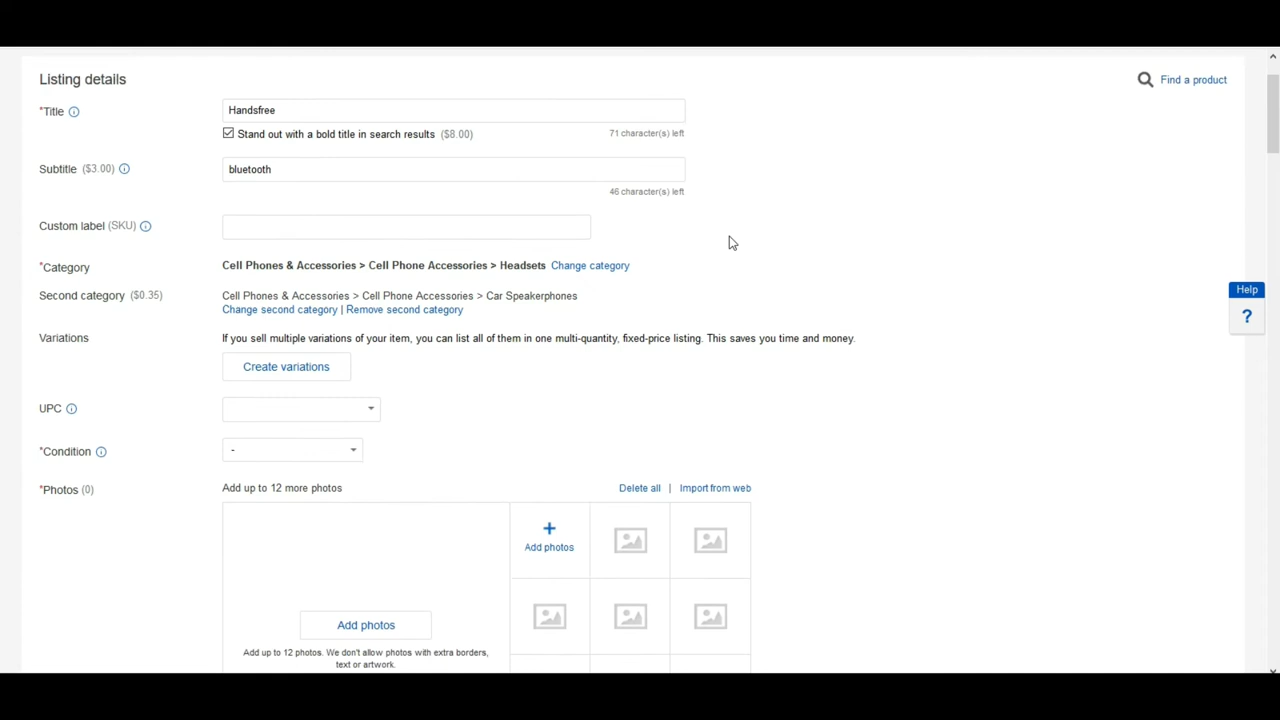 Listing details
Find a product
*Title
Handsfree
Stand out with a bold title in search results ($8.00)
71 character(s) left
Subtitle ($3.00)
bluetooth
46 character(s) left
Custom label (SKU)
*Category
Cell Phones & Accessories > Cell Phone Accessories > Headsets Change category
Second category ($0.35)
Cell Phones & Accessories > Cell Phone Accessories > Car Speakerphones
Change second category | Remove second category
Help
?
Variations
If you sell multiple variations of your item, you can list all of them in one multi-quantity, fixed-price listing. This saves you time and money.
Create variations
UPC
*Condition
-
*Photos (0)
Add up to 12 more photos
Delete all | Import from web
+
Add photos
Add photos
Add up to 12 photos. We don't allow photos with extra borders,
text or artwork.